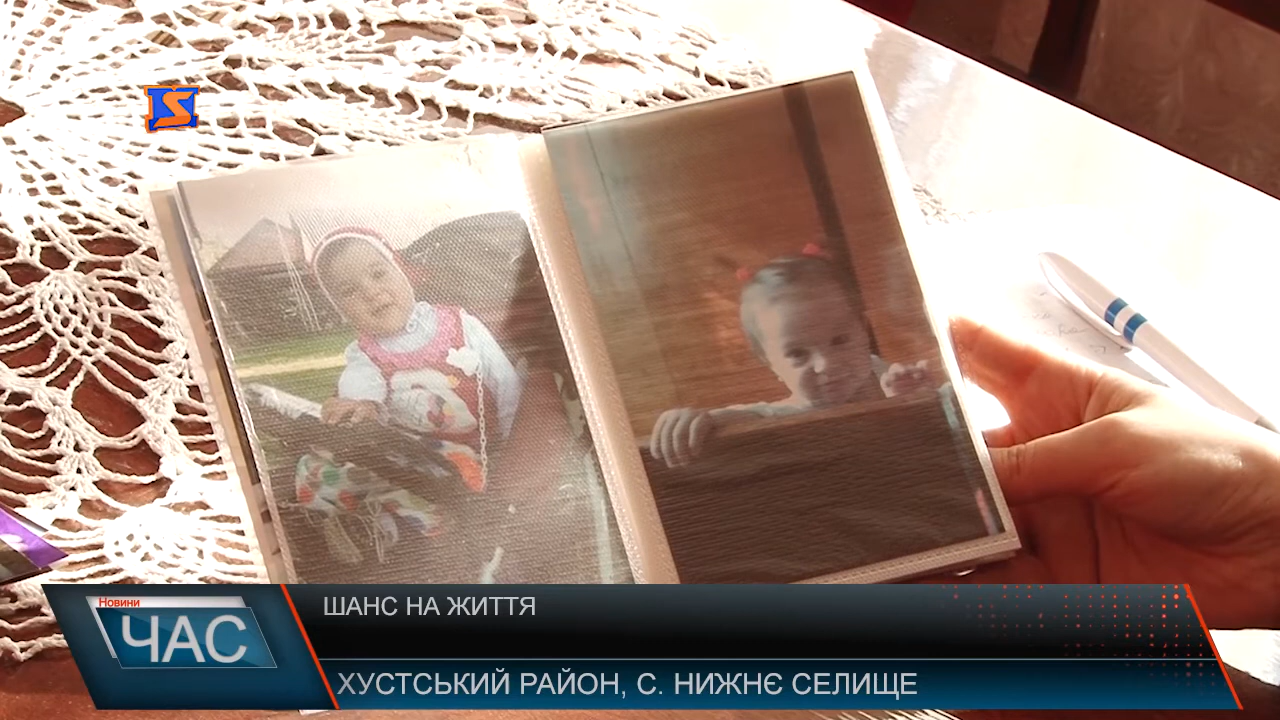 S
Новини
ЧАС
ШАНС НА ЖИТТЯ
ХУСТСЬКИЙ РАЙОН, С. НИЖНЄ СЕЛИЩЕ